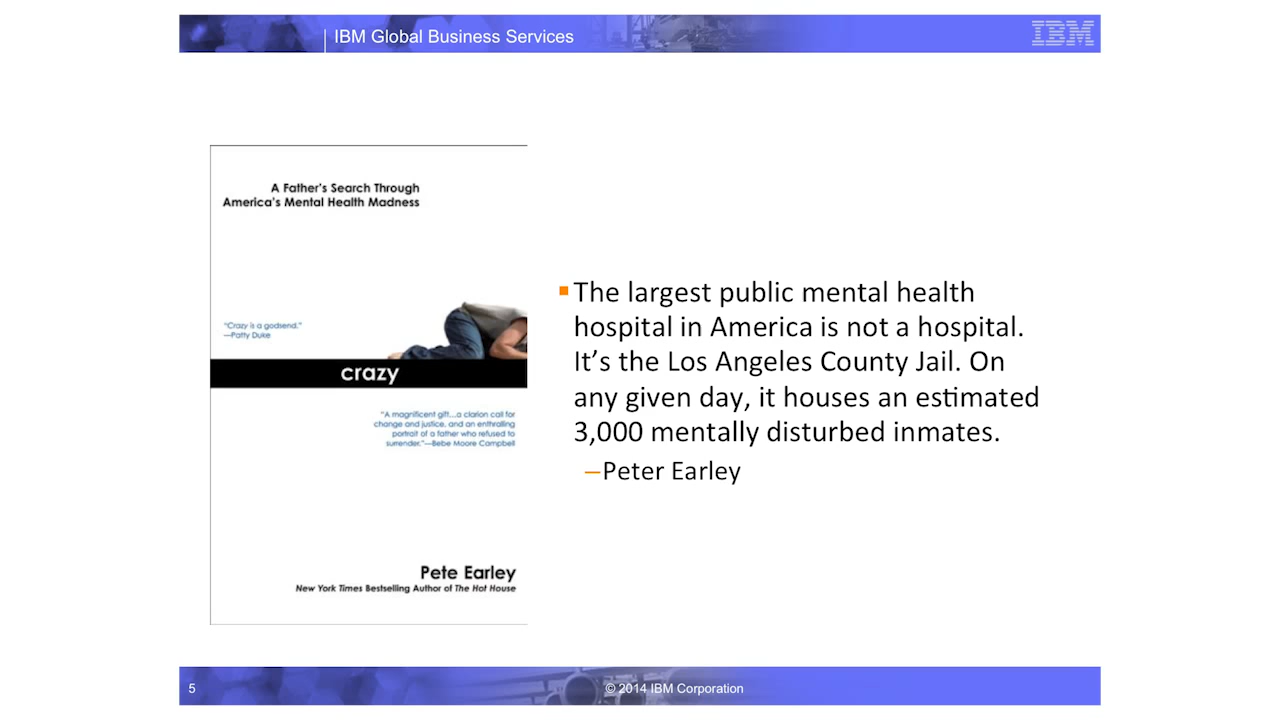 IBM Global Business Services
IBM
A Father's Search Through
America's Mental Health Madness
"Crazy is a godsend."
—Patty Duke
crazy
"A magnificent gift...a clarion call for
change and justice, and an enthralling
portrait of a father who refused to
surrender."—Bebe Moore Campbell
Pete Earley
New York Times Bestselling Author of The Hot House
▪The largest public mental health
hospital in America is not a hospital.
It's the Los Angeles County Jail. On
any given day, it houses an estimated
3,000 mentally disturbed inmates.
–Peter Earley
5
© 2014 IBM Corporation